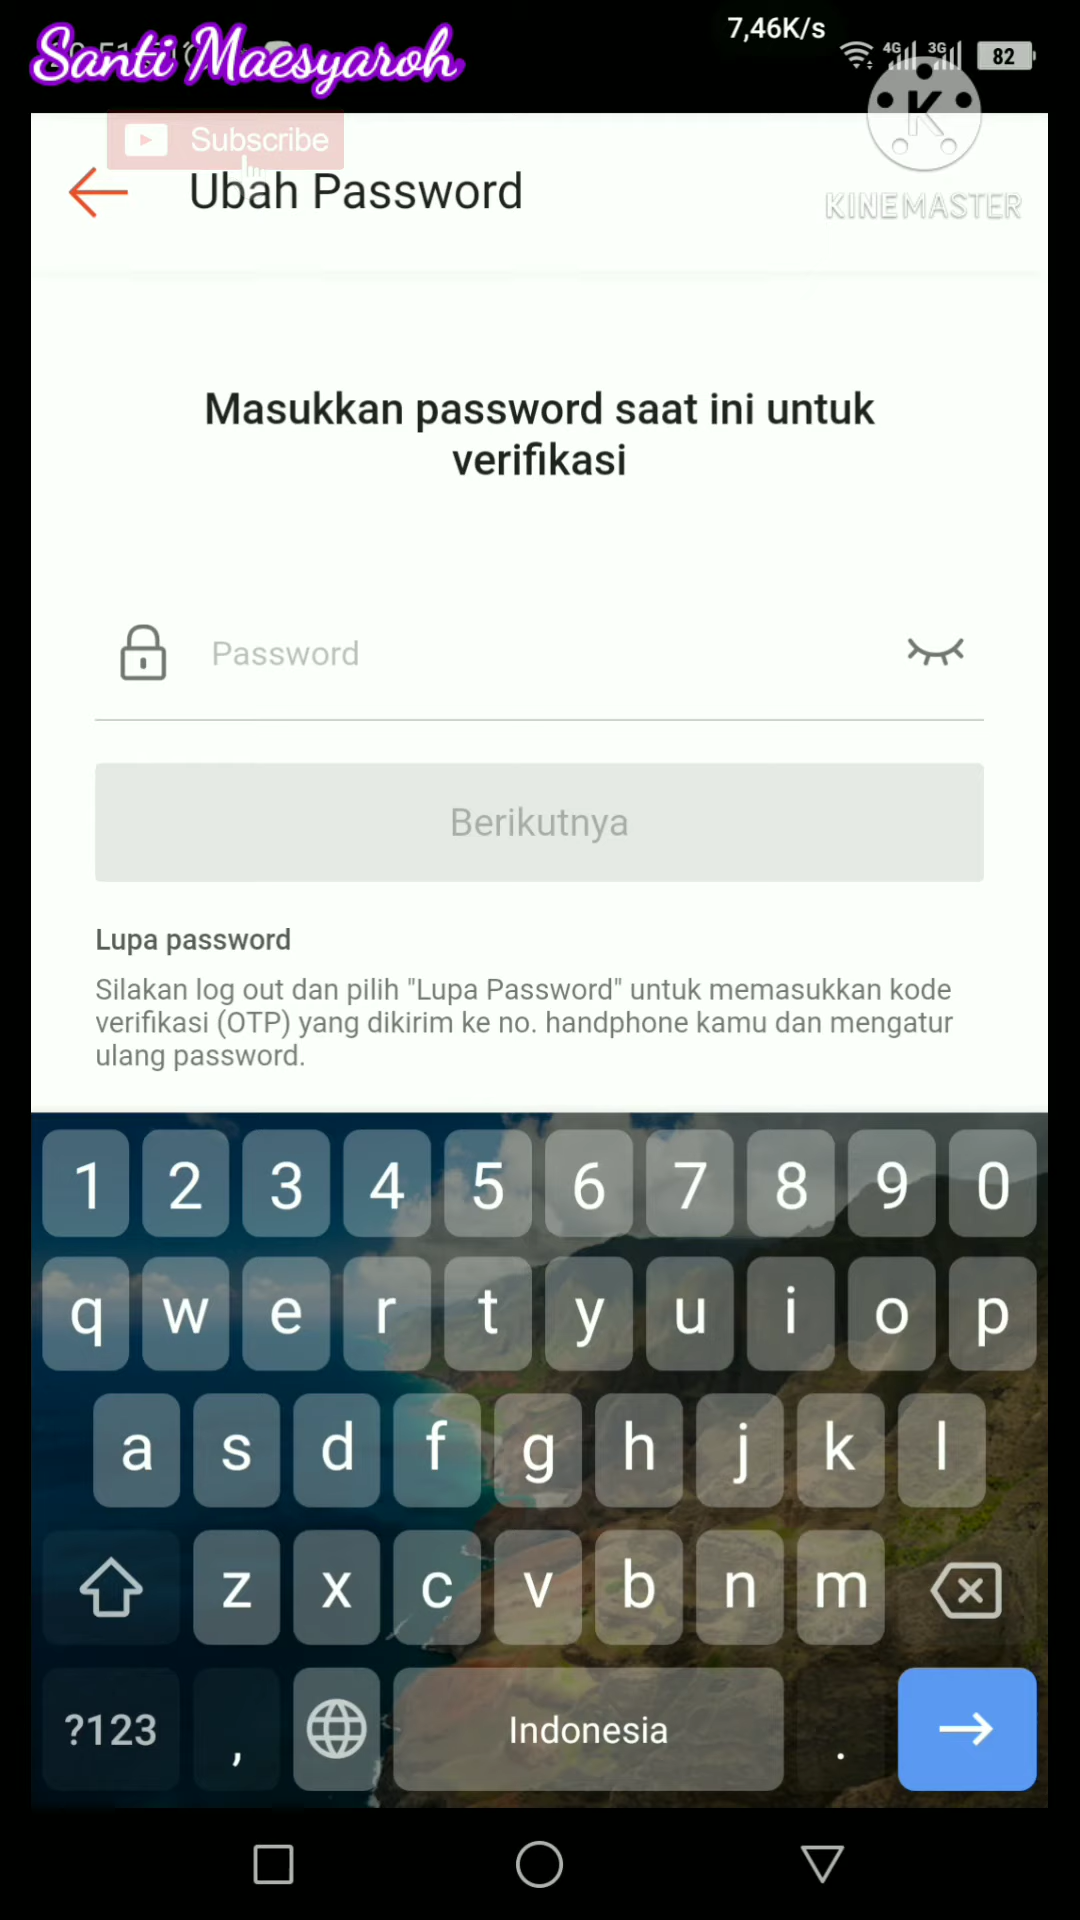 7,46K/s
Santi Maesyaroh
4G
3G
82
K
Subscribe
Ubah Password
KINEMASTER
Masukkan password saat ini untuk
verifikasi
Password
Berikutnya
Lupa password
Silakan log out dan pilih "Lupa Password" untuk memasukkan kode
verifikasi (OTP) yang dikirim ke no. handphone kamu dan mengatur
ulang password.
1 2 3 4 5 6 7 8 9 0
q w e r t y u i o p
a s d f g h j k l
z x c v b n m
?123 , Indonesia .